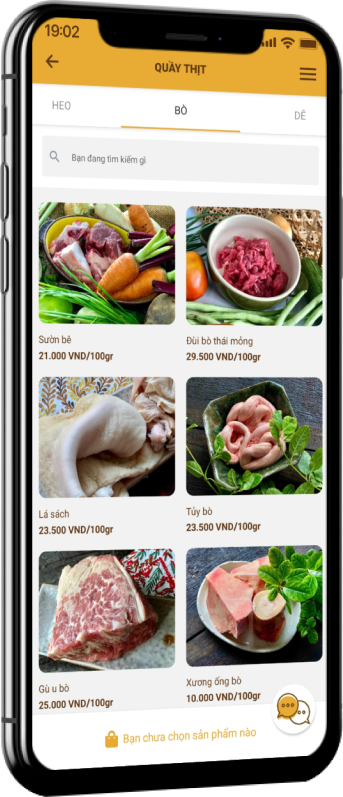 19:02
QUẦY THỊT
HEO
BÒ
DÊ
Bạn đang tìm kiếm gì
Sườn bê
21.000 VND/100gr
Đùi bò thái mỏng
29.500 VND/100gr
Lá sách
23.500 VND/100gr
Tủy bò
23.500 VND/100gr
Gù u bò
25.000 VND/100gr
Xương ống bò
10.000 VND/100gr
Bạn chưa chọn sản phẩm nào